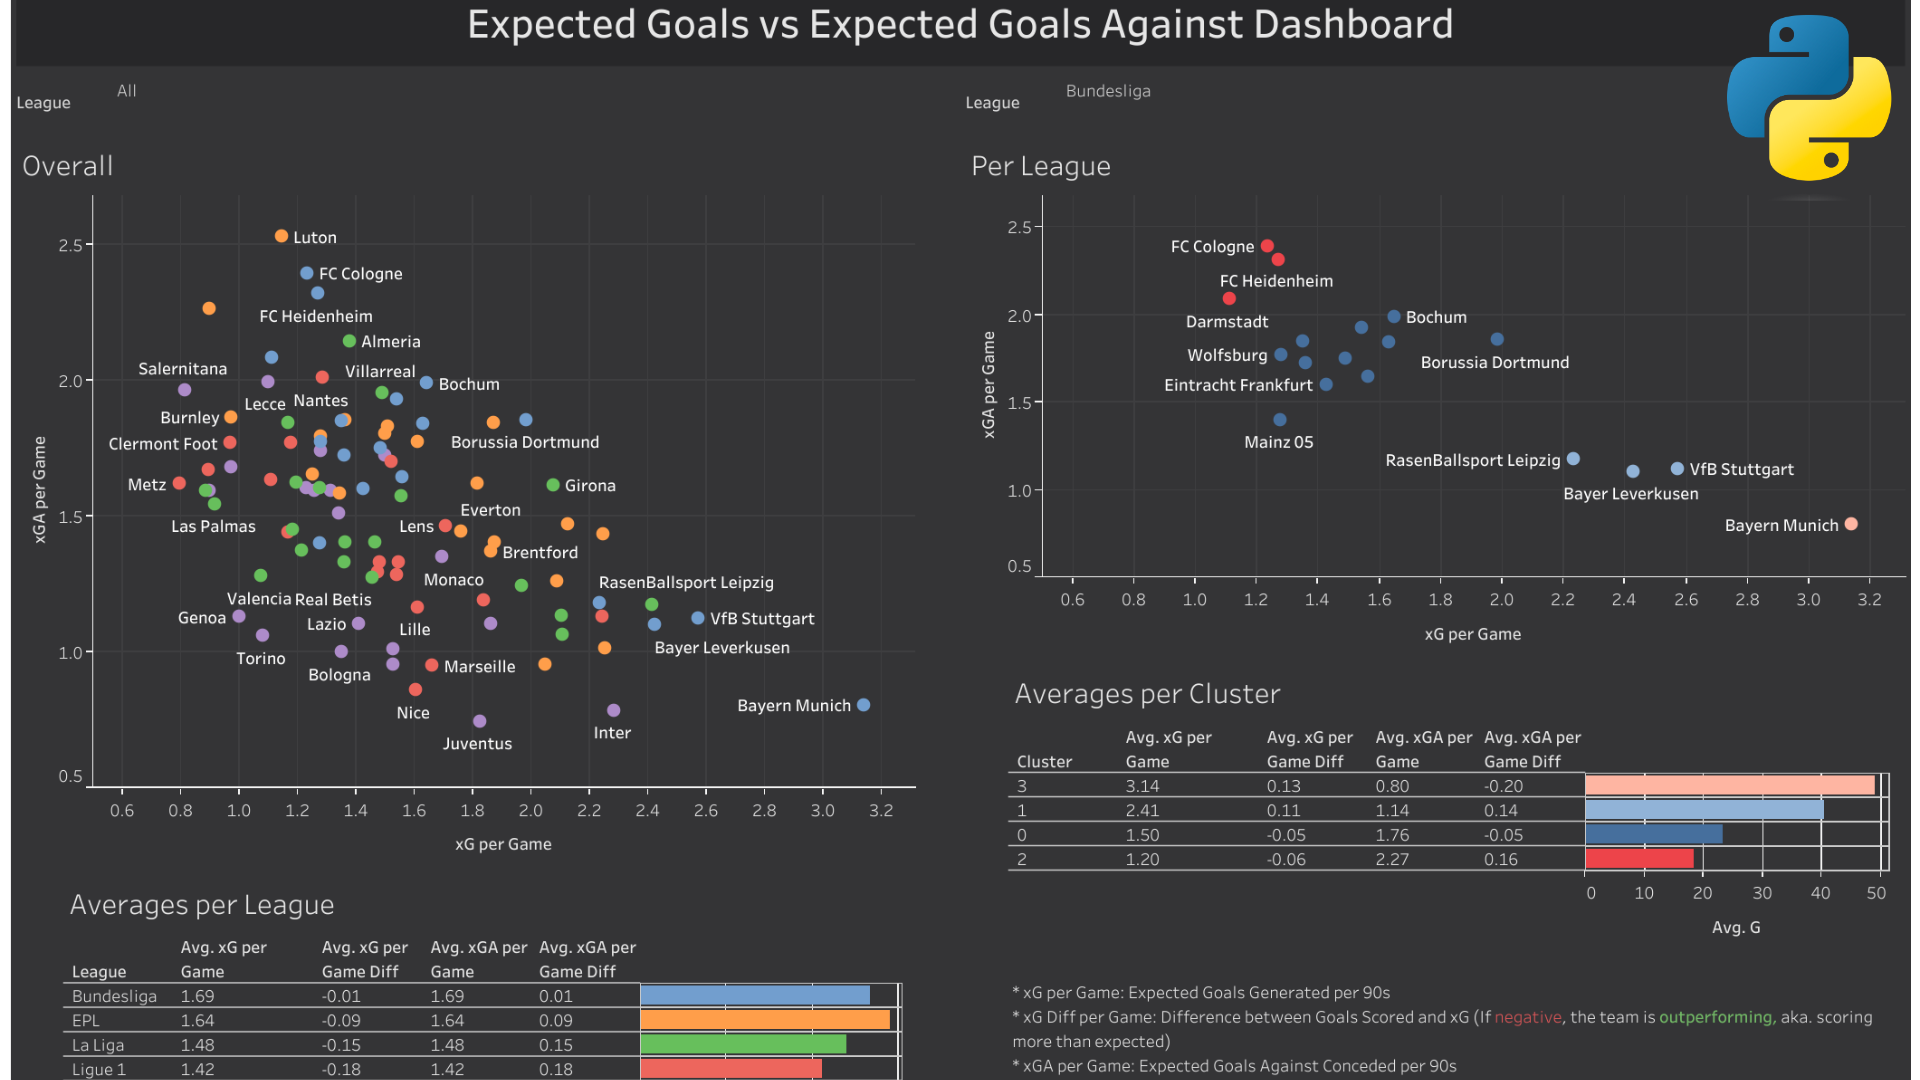 Expected Goals vs Expected Goals Against Dashboard
League
All
League
Bundesliga
Overall
2.5
2.0
1.5
1.0
0.5
xGA per Game
Luton
FC Cologne
FC Heidenheim
Almeria
Salernitana
Villarreal
Bochum
Lecce
Nantes
Burnley
Clermont Foot
Borussia Dortmund
Metz
Girona
Everton
Las Palmas
Lens
Brentford
Monaco
RasenBallsport Leipzig
Valencia
Real Betis
Genoa
Lazio
Lille
VfB Stuttgart
Bayer Leverkusen
Torino
Bologna
Marseille
Nice
Bayern Munich
Inter
Juventus
0.6 0.8 1.0 1.2 1.4 1.6 1.8 2.0 2.2 2.4 2.6 2.8 3.0 3.2
xG per Game
Per League
2.5
2.0
1.5
1.0
0.5
xGA per Game
FC Cologne
FC Heidenheim
Darmstadt
Bochum
Wolfsburg
Borussia Dortmund
Eintracht Frankfurt
Mainz 05
RasenBallsport Leipzig
VfB Stuttgart
Bayer Leverkusen
Bayern Munich
0.6 0.8 1.0 1.2 1.4 1.6 1.8 2.0 2.2 2.4 2.6 2.8 3.0 3.2
xG per Game
Averages per Cluster
Avg. xG per Avg. xG per Avg. xGA per Avg. xGA per
Cluster Game Game Diff Game Game Diff
3 3.14 0.13 0.80 -0.20
1 2.41 0.11 1.14 0.14
0 1.50 -0.05 1.76 -0.05
2 1.20 -0.06 2.27 0.16
0 10 20 30 40 50
Avg. G
Averages per League
Avg. xG per Avg. xG per Avg. xGA per Avg. xGA per
League Game Game Diff Game Game Diff
Bundesliga 1.69 -0.01 1.69 0.01
EPL 1.64 -0.09 1.64 0.09
La Liga 1.48 -0.15 1.48 0.15
Ligue 1 1.42 -0.18 1.42 0.18
* xG per Game: Expected Goals Generated per 90s
* xG Diff per Game: Difference between Goals Scored and xG (If negative, the team is outperforming, aka. scoring
more than expected)
* xGA per Game: Expected Goals Against Conceded per 90s